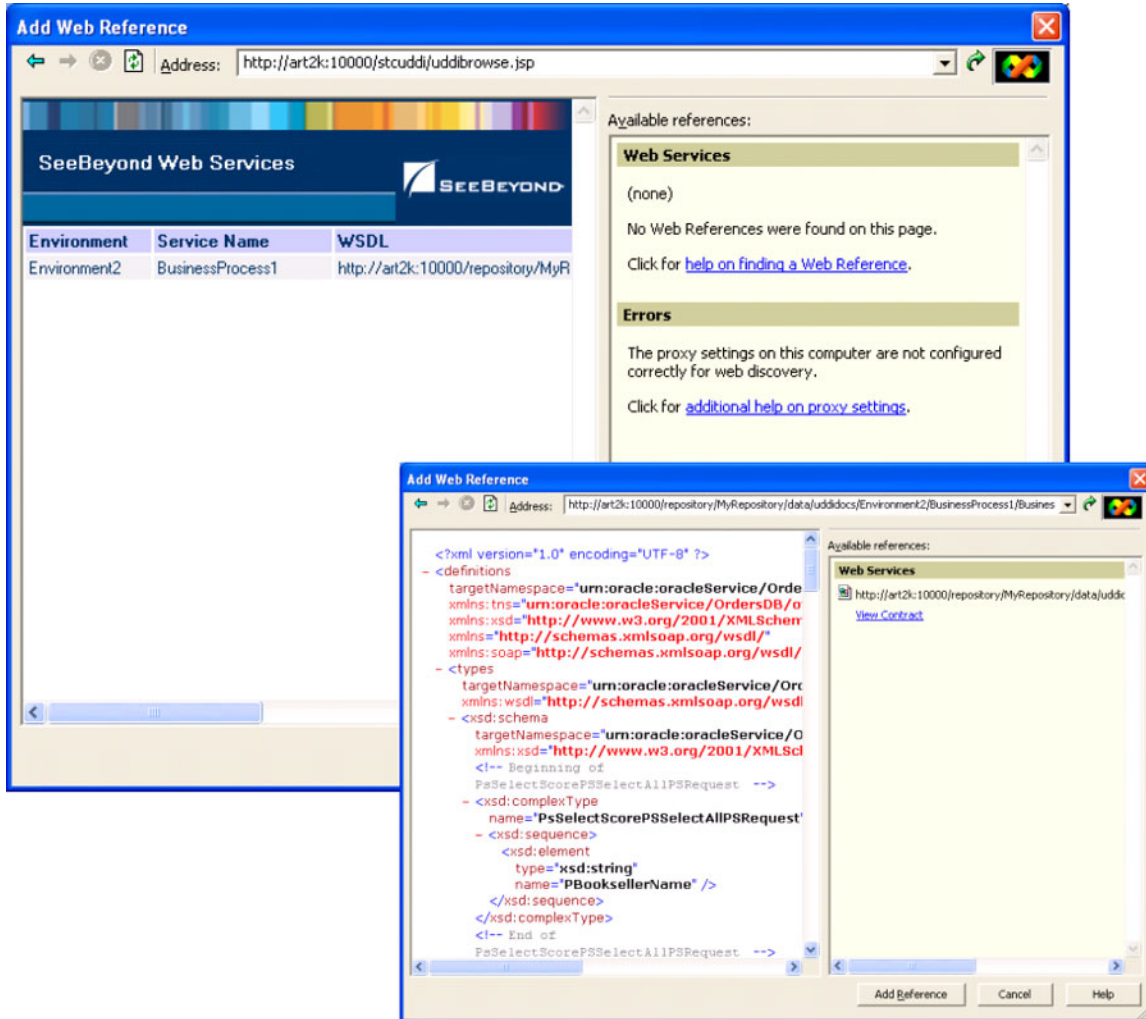 Add Web Reference
Address: http://art2k:10000/stcuddi/uddibrowse.jsp
SeeBeyond Web Services
SEEBEYOND
Environment Service Name WSDL
Environment2 BusinessProcess1 http://art2k:10000/repository/MyR
Available references:
Web Services
(none)
No Web References were found on this page.
Click for help on finding a Web Reference.
Errors
The proxy settings on this computer are not configured
correctly for web discovery.
Click for additional help on proxy settings.
Add Web Reference
Address: http://art2k:10000/repository/MyRepository/data/uddidocs/Environment2/BusinessProcess1/Busines
<?xml version="1.0" encoding="UTF-8" ?>
- <definitions
targetNamespace="urn:oracle:oracleService/Orde
xmlns:tns="urn:oracle:oracleService/OrdersDB/o
xmlns:xsd="http://www.w3.org/2001/XMLSchem
xmlns="http://schemas.xmlsoap.org/wsdl/"
xmlns:soap="http://schemas.xmlsoap.org/wsdl/
- <types
targetNamespace="urn:oracle:oracleService/Orc
xmlns:wsdl="http://schemas.xmlsoap.org/wsdl
- <xsd:schema
targetNamespace="urn:oracle:oracleService/O
xmlns:xsd="http://www.w3.org/2001/XMLScl
<!-- Beginning of
PsSelectScorePSSelectAllPSRequest -->
- <xsd:complexType
name="PsSelectScorePSSelectAllPSRequest"
- <xsd:sequence>
<xsd:element
type="xsd:string"
name="PBooksellerName" />
</xsd:sequence>
</xsd:complexType>
<!-- End of
PsSelectScorePSSelectAllPSRequest -->
Available references:
Web Services
http://art2k:10000/repository/MyRepository/data/uddic
View Contract
Add Reference Cancel Help